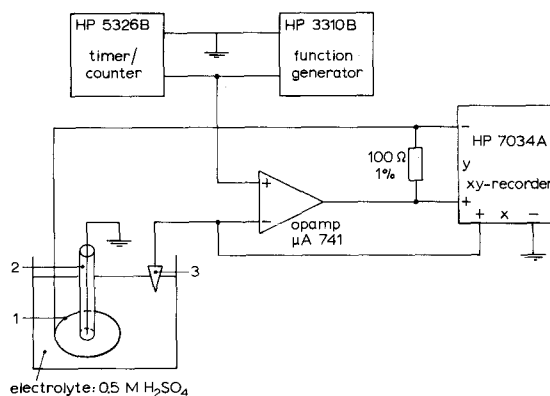 HP 5326B
timer/
counter
HP 3310B
function
generator
HP 7034A
y
xy-recorder
+ x −
−
+
100 Ω
1%
+
−
opamp
μA 741
2
1
3
electrolyte: 0.5 M H₂SO₄